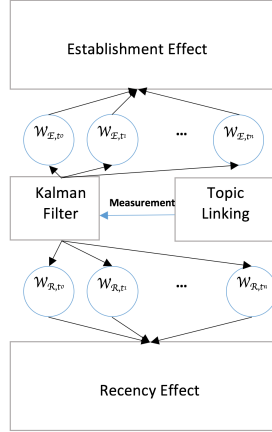 Establishment Effect
𝒲ℰ,t₀ 𝒲ℰ,t₁ ... 𝒲ℰ,tₙ
Kalman
Filter
Measurement
Topic
Linking
𝒲ℛ,t₀ 𝒲ℛ,t₁ ... 𝒲ℛ,tₙ
Recency Effect